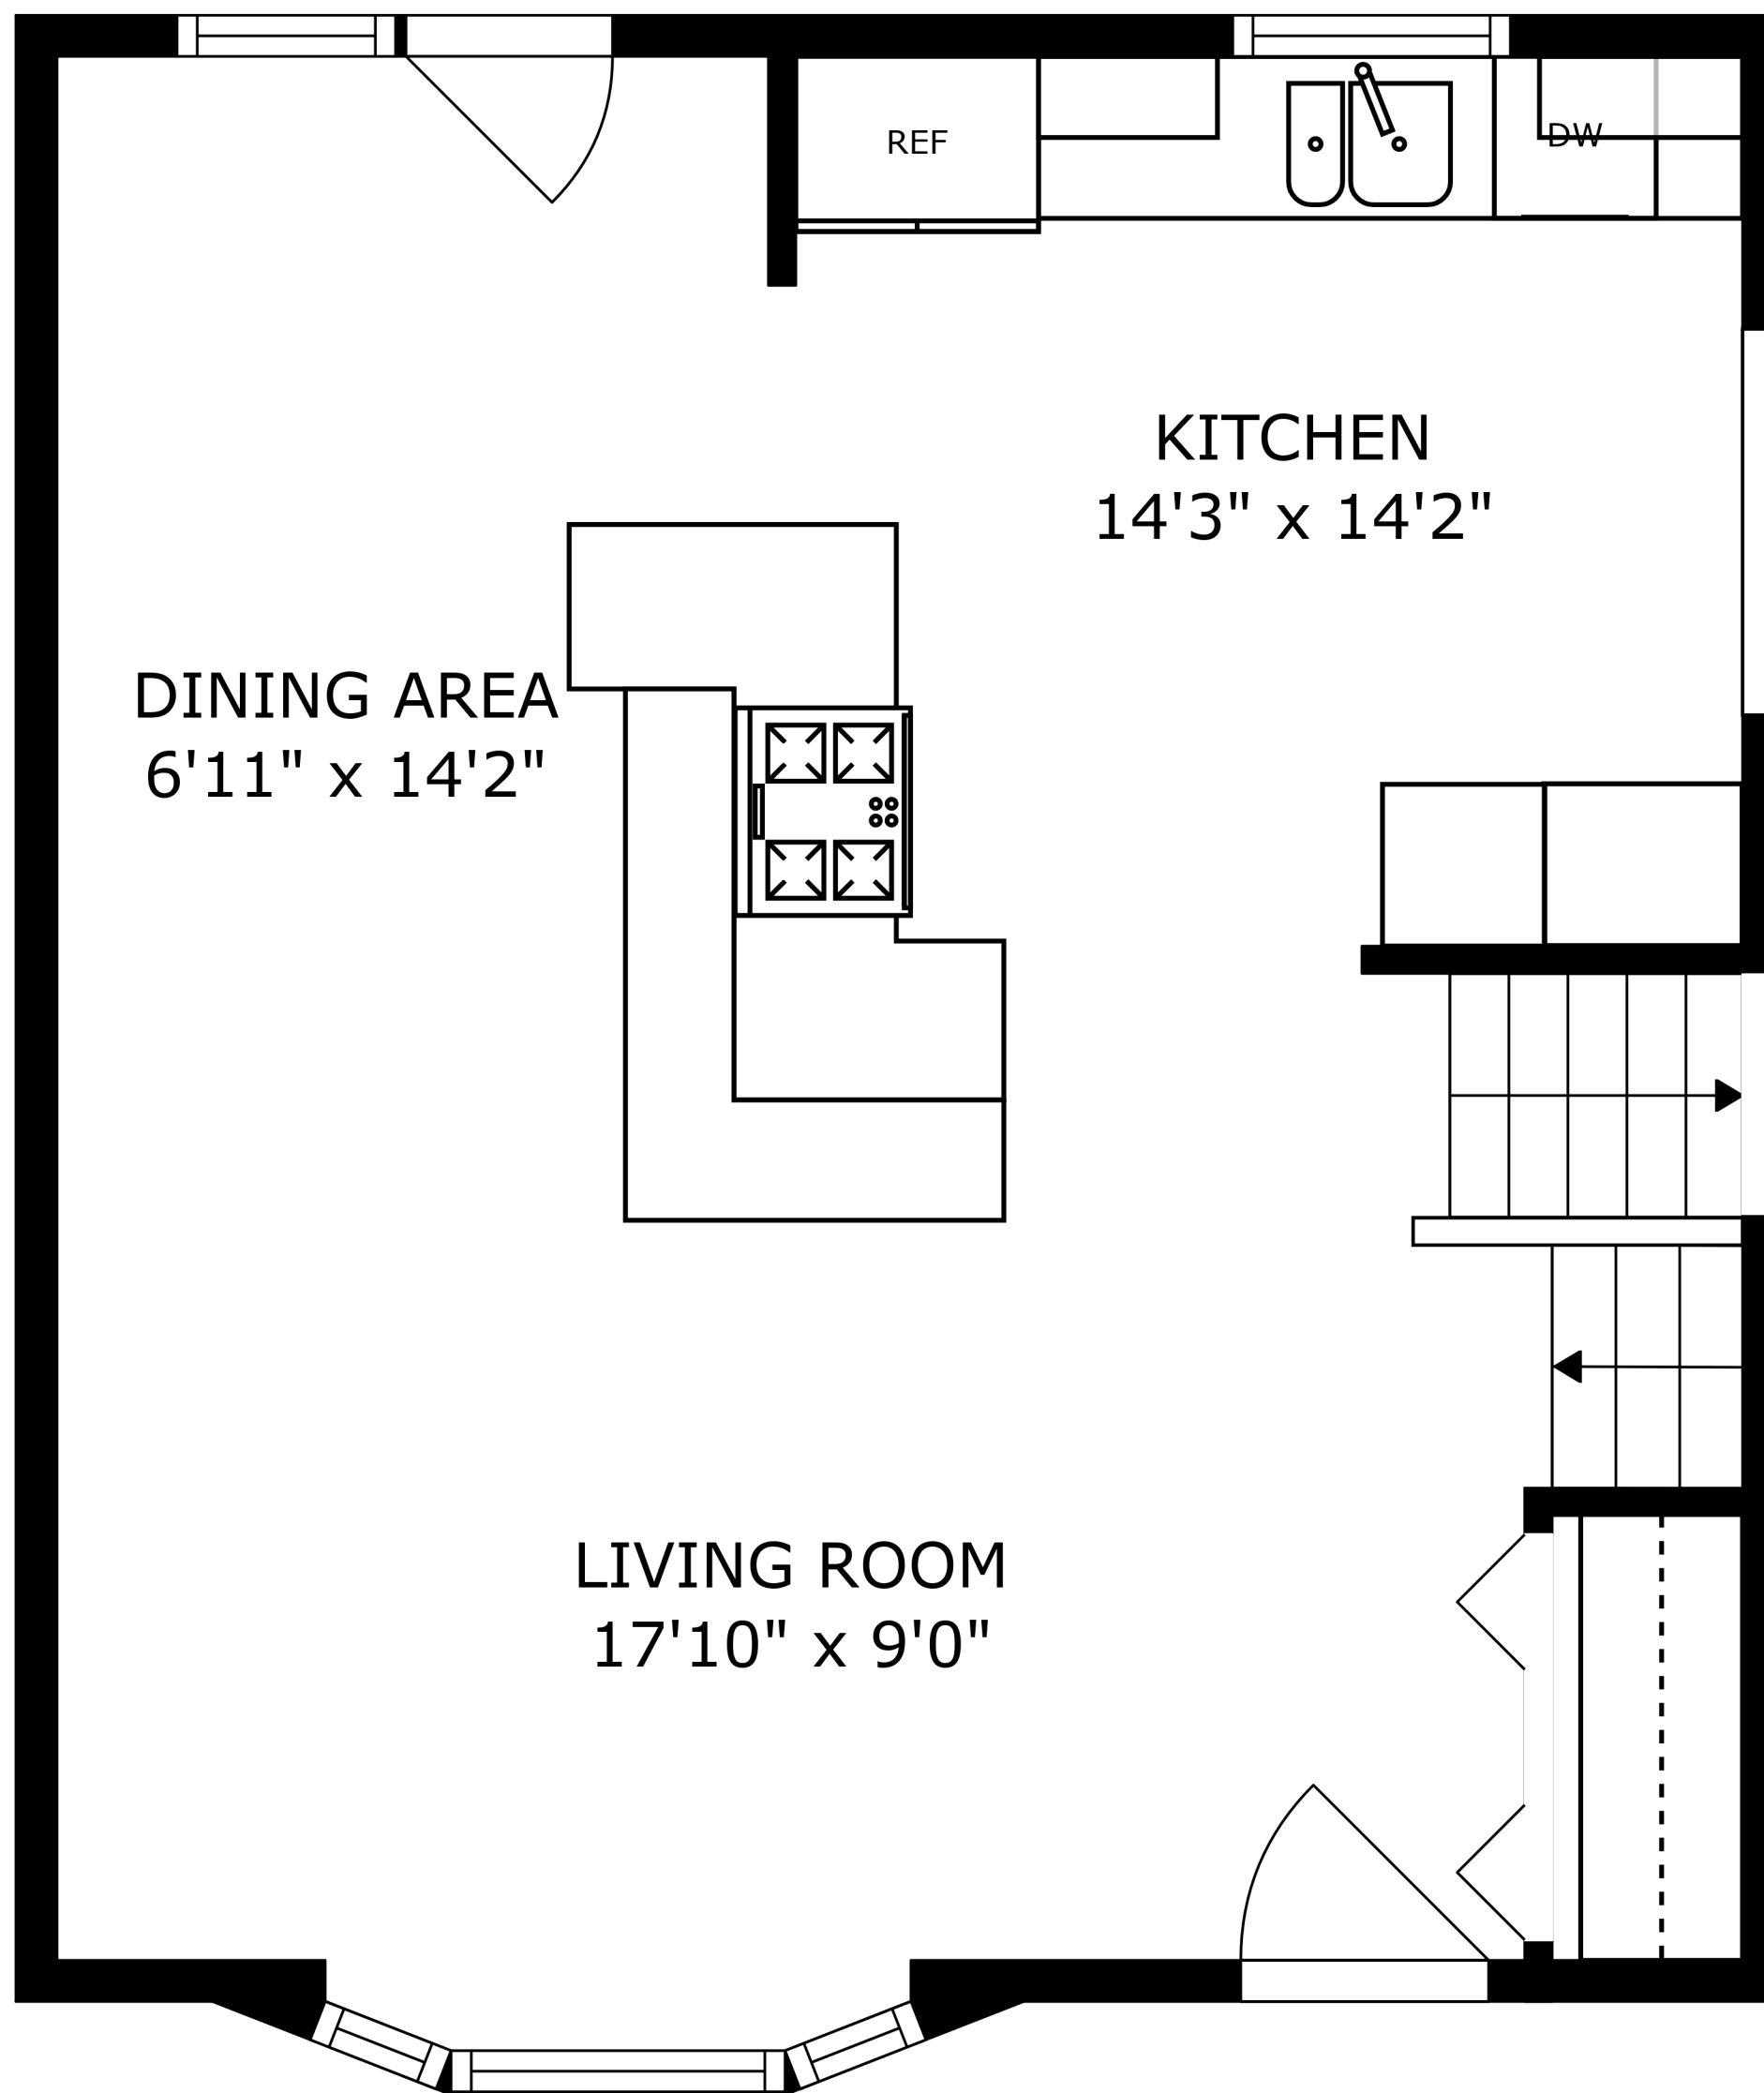 REF
DW
KITCHEN
14'3" x 14'2"
DINING AREA
6'11" x 14'2"
LIVING ROOM
17'10" x 9'0"